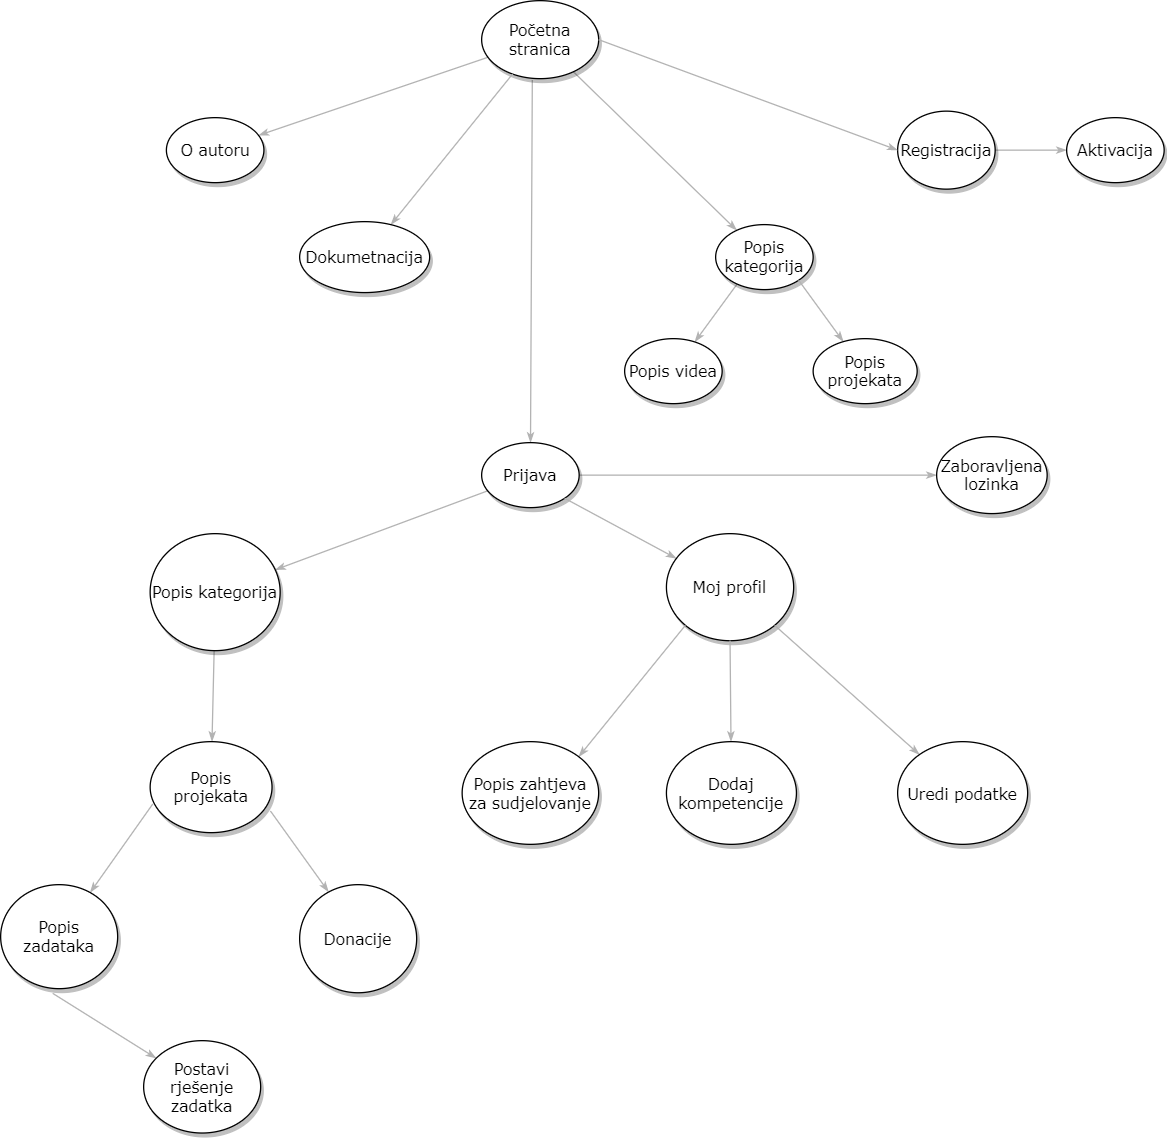 Početna
stranica
O autoru
Registracija
Aktivacija
Dokumetnacija
Popis
kategorija
Popis videa
Popis
projekata
Prijava
Zaboravljena
lozinka
Popis kategorija
Moj profil
Popis
projekata
Popis zahtjeva
za sudjelovanje
Dodaj
kompetencije
Uredi podatke
Popis
zadataka
Donacije
Postavi
rješenje
zadatka